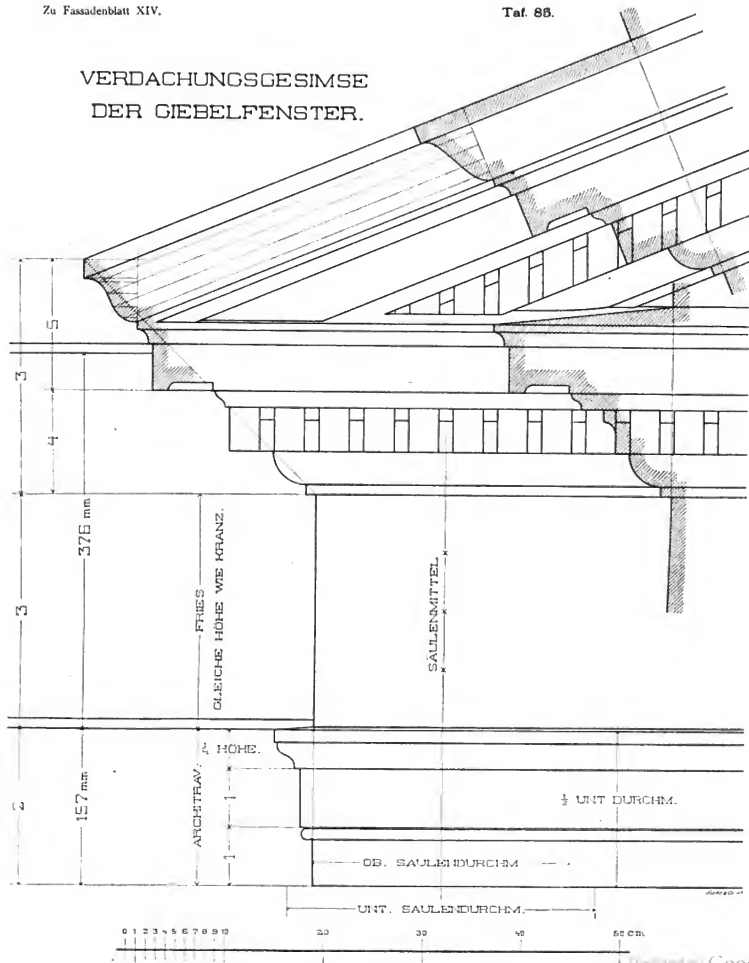 Zu Fassadenblatt XIV.
Taf. 86.
VERDACHUNGSGESIMSE
DER GIEBELFENSTER.
5
3
4
376 mm
3
FRIES
GLEICHE HÖHE WIE KRANZ.
SÄULENMITTEL
¼ HÖHE.
2
157 mm
ARCHITRAV.
1
1
½ UNT DURCHM.
OB. SAULENDURCHM
UNT. SAULENDURCHM.
0 1 2 3 4 5 6 7 8 9 10 20 30 40 50 cm